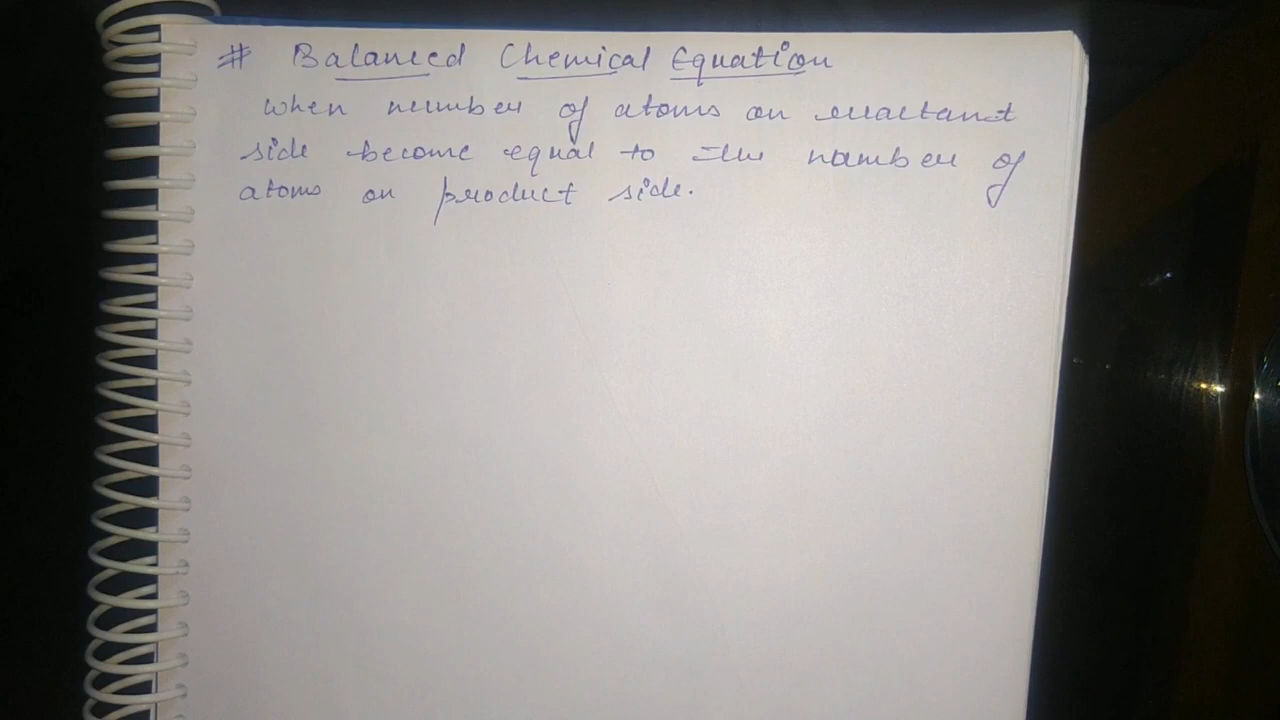 # Balanced Chemical Equation
when number of atoms on reactant
side become equal to the number of
atoms on product side.